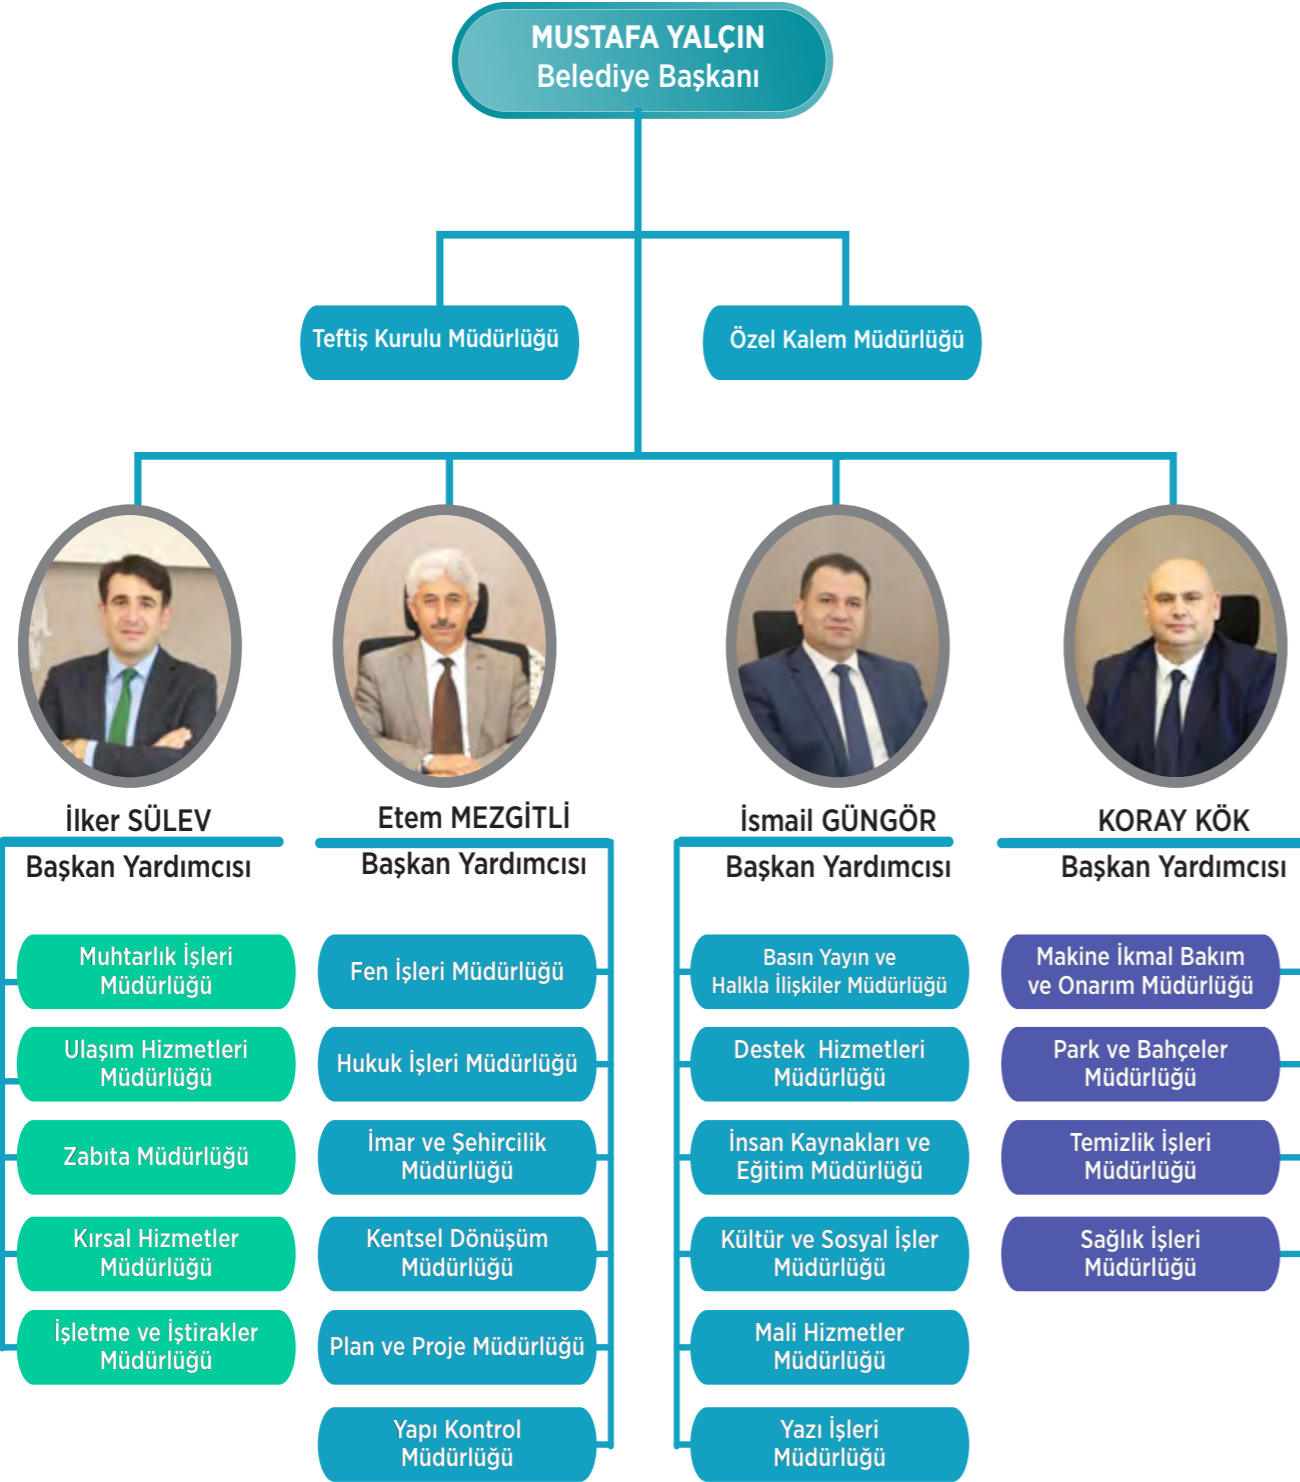 MUSTAFA YALÇIN
Belediye Başkanı
Teftiş Kurulu Müdürlüğü
Özel Kalem Müdürlüğü
İlker SÜLEV
Başkan Yardımcısı
Muhtarlık İşleri
Müdürlüğü
Ulaşım Hizmetleri
Müdürlüğü
Zabıta Müdürlüğü
Kırsal Hizmetler
Müdürlüğü
İşletme ve İştirakler
Müdürlüğü
Etem MEZGİTLİ
Başkan Yardımcısı
Fen İşleri Müdürlüğü
Hukuk İşleri Müdürlüğü
İmar ve Şehircilik
Müdürlüğü
Kentsel Dönüşüm
Müdürlüğü
Plan ve Proje Müdürlüğü
Yapı Kontrol
Müdürlüğü
İsmail GÜNGÖR
Başkan Yardımcısı
Basın Yayın ve
Halkla İlişkiler Müdürlüğü
Destek Hizmetleri
Müdürlüğü
İnsan Kaynakları ve
Eğitim Müdürlüğü
Kültür ve Sosyal İşler
Müdürlüğü
Mali Hizmetler
Müdürlüğü
Yazı İşleri
Müdürlüğü
KORAY KÖK
Başkan Yardımcısı
Makine İkmal Bakım
ve Onarım Müdürlüğü
Park ve Bahçeler
Müdürlüğü
Temizlik İşleri
Müdürlüğü
Sağlık İşleri
Müdürlüğü